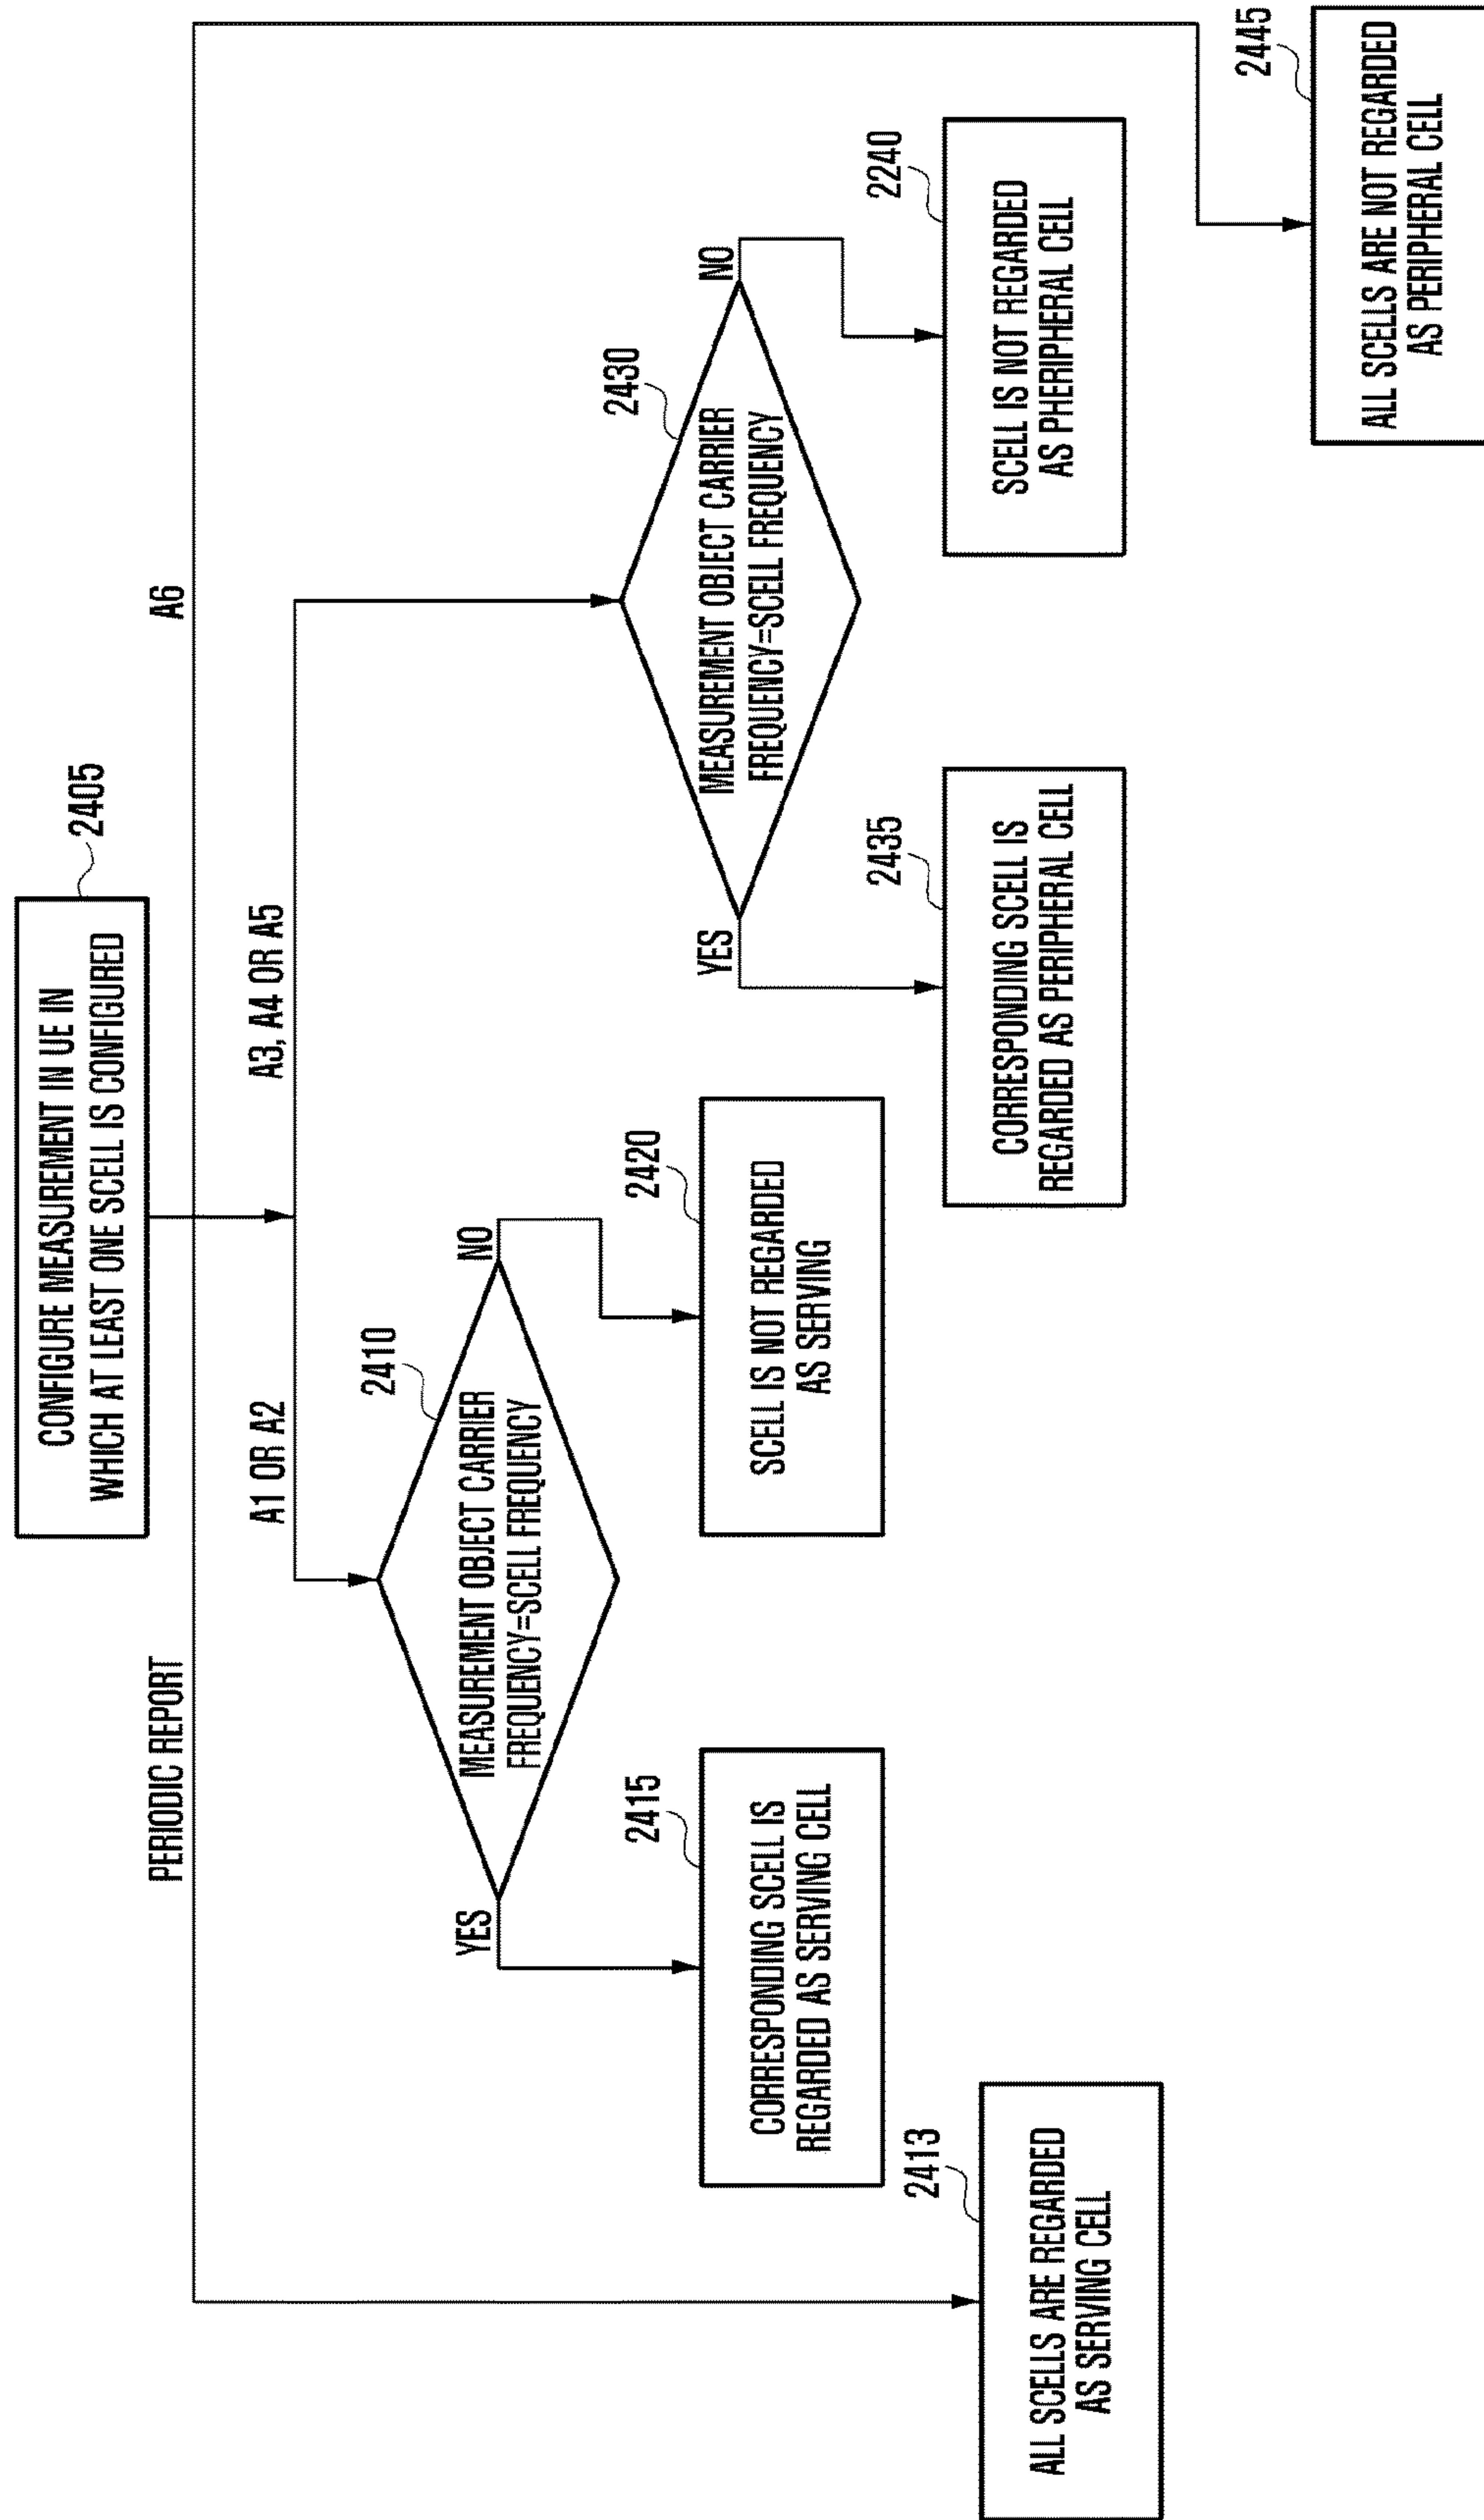 CONFIGURE MEASUREMENT IN UE IN
WHICH AT LEAST ONE SCELL IS CONFIGURED
2405
PERIODIC REPORT
A6
A1 OR A2
A3, A4 OR A5
2410
MEASUREMENT OBJECT CARRIER
FREQUENCY=SCELL FREQUENCY
YES
NO
2430
MEASUREMENT OBJECT CARRIER
FREQUENCY=SCELL FREQUENCY
YES
NO
2415
CORRESPONDING SCELL IS
REGARDED AS SERVING CELL
2420
SCELL IS NOT REGARDED
AS SERVING
2435
CORRESPONDING SCELL IS
REGARDED AS PERIPHERAL CELL
2240
SCELL IS NOT REGARDED
AS PHERIPHERAL CELL
2413
ALL SCELLS ARE REGARDED
AS SERVING CELL
2445
ALL SCELLS ARE NOT REGARDED
AS PERIPHERAL CELL